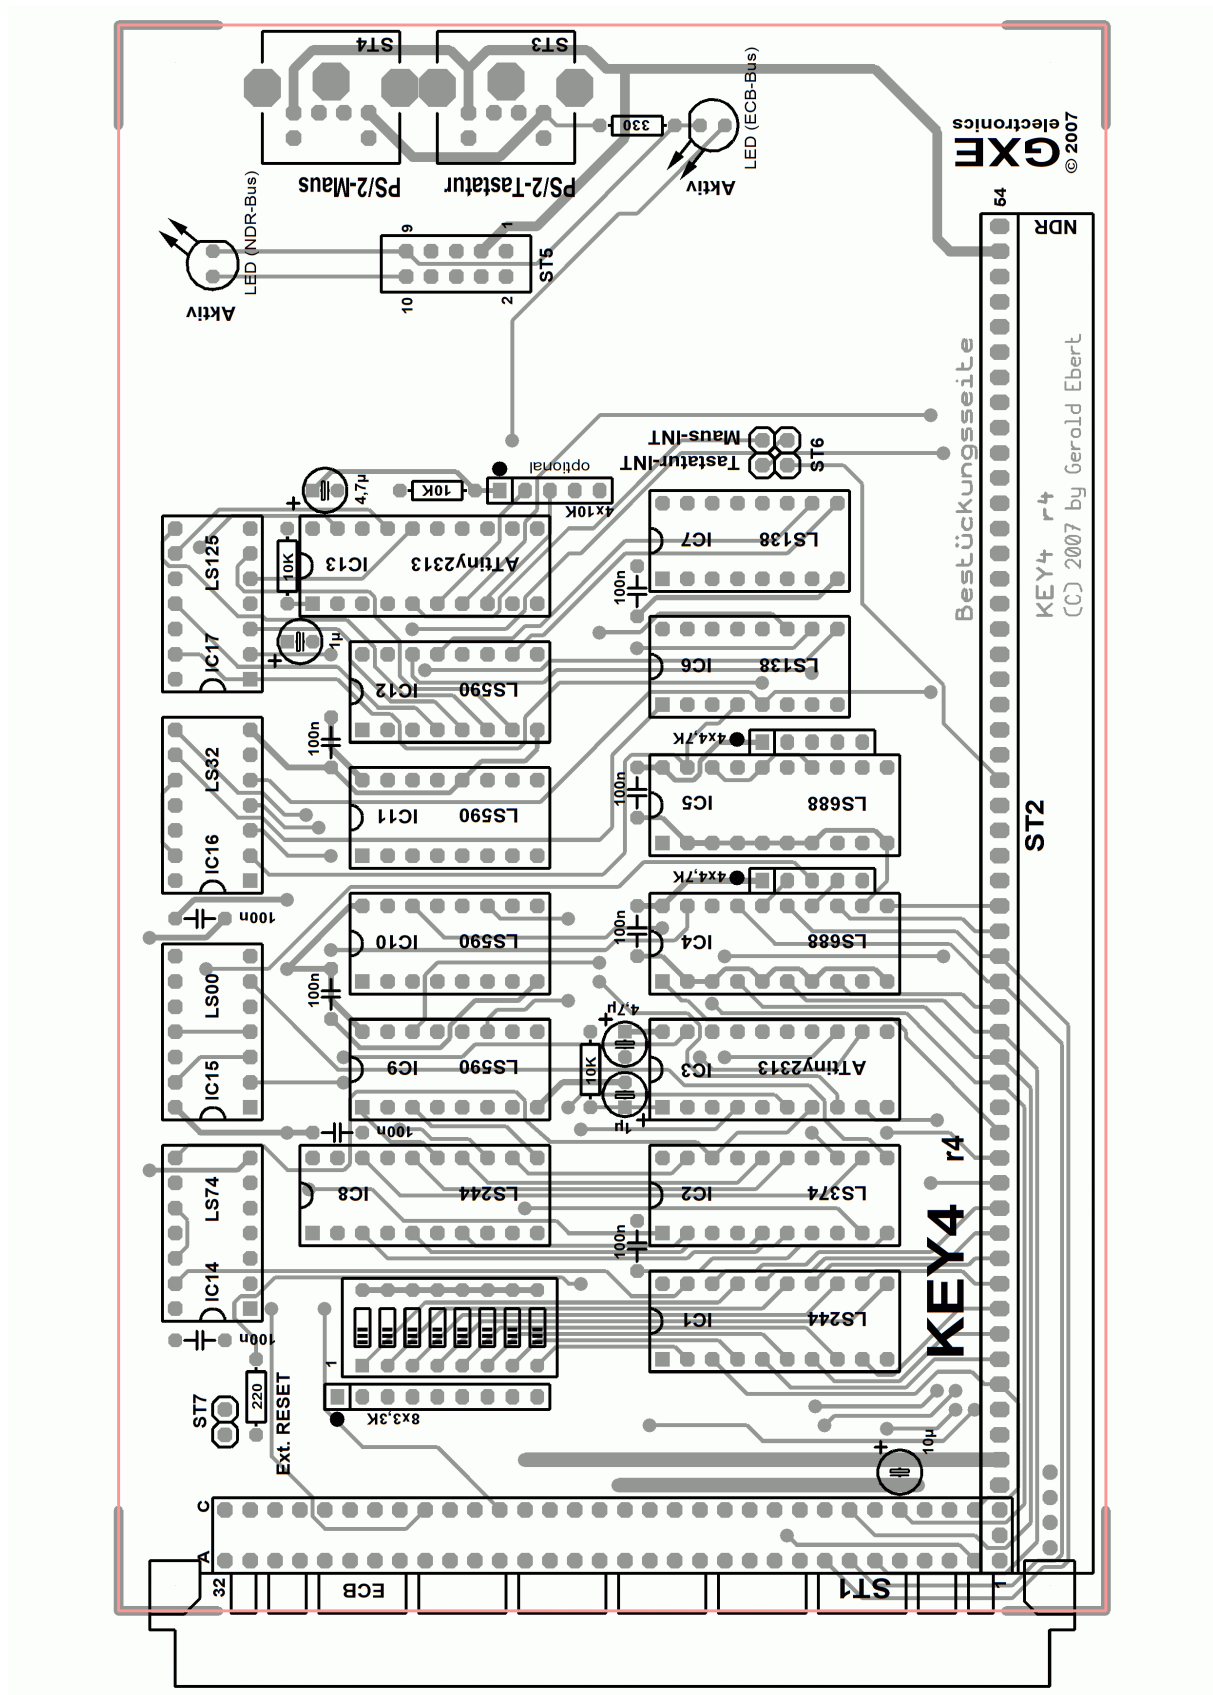 ST4
ST3
LED (ECB-Bus)
330
GXE
electronics
© 2007
PS/2-Maus
PS/2-Tastatur
Aktiv
LED (NDR-Bus)
Aktiv
9
1
10
2
ST5
54
NDR
Bestückungsseite
KEY4 r4
(C) 2007 by Gerold Ebert
Maus-INT
Tastatur-INT
ST6
4,7µ
10K
optional
4x10K
LS125
IC17
10K
IC13
ATtiny2313
1µ
IC7
LS138
100n
IC12
LS590
IC6
LS138
100n
LS32
IC16
4x4,7K
IC11
LS590
100n
IC5
LS688
ST2
4x4,7K
100n
IC10
LS590
100n
IC4
LS688
LS00
IC15
100n
4,7µ
IC9
LS590
10K
IC3
ATtiny2313
1µ
100n
r4
LS74
IC14
IC8
LS244
IC2
LS374
100n
KEY4
100n
1
IC1
LS244
ST7
220
Ext. RESET
8x3,3K
10µ
C
A
32
ECB
ST1
1